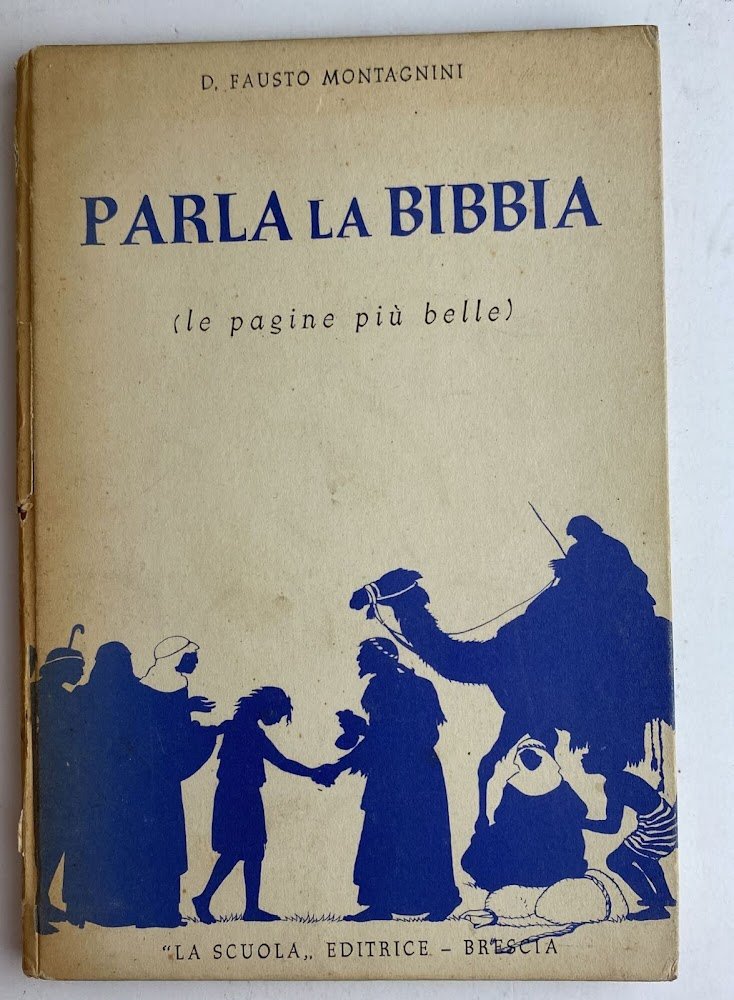 D. FAUSTO MONTAGNINI
PARLA LA BIBBIA
(le pagine più belle)
"LA SCUOLA„ EDITRICE - BRESCIA